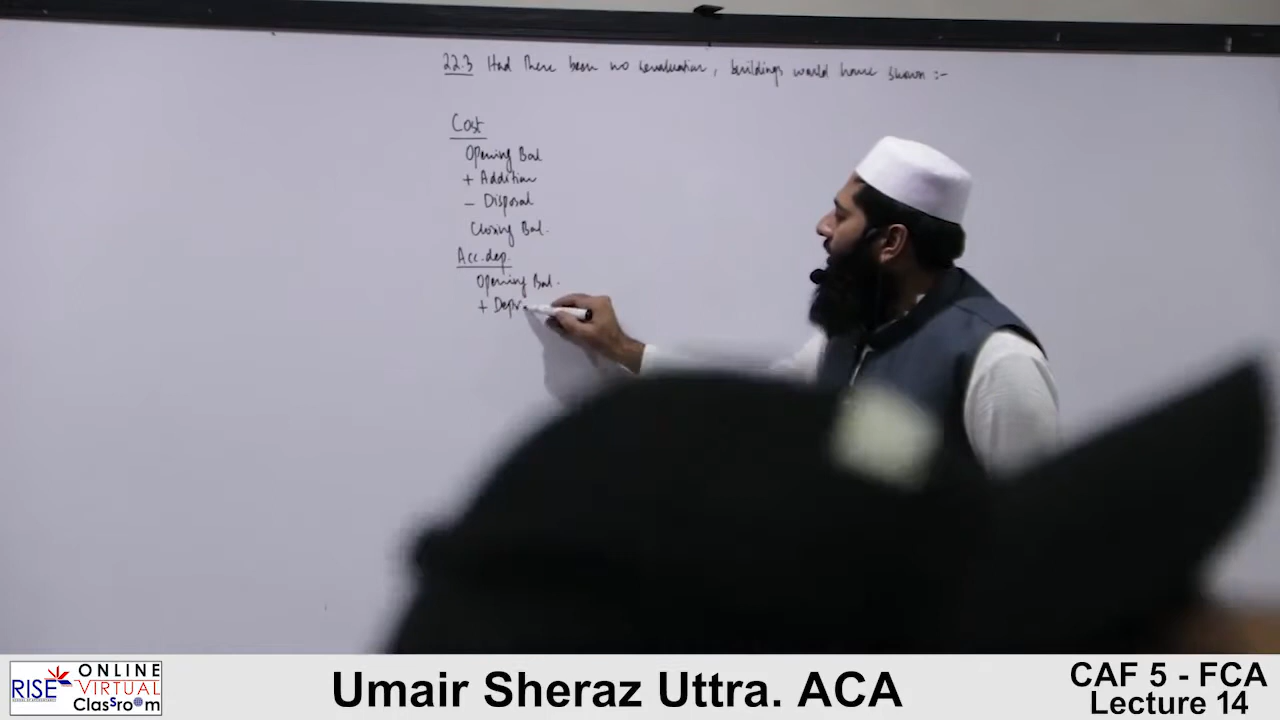 22.3 Had there been no revaluation, buildings would have shown :-
Cost
Opening Bal
+ Addition
- Disposal
Closing Bal.
Acc. dep.
Opening Bal.
+ Depr
RISE
ONLINE
VIRTUAL
Classroom
Umair Sheraz Uttra. ACA
CAF 5 - FCA
Lecture 14